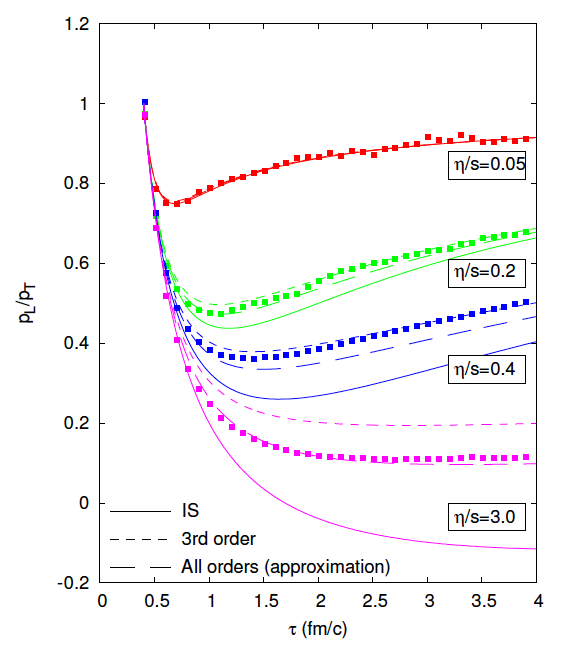 1.2
1
0.8
0.6
0.4
0.2
0
-0.2
pL/pT
η/s=0.05
η/s=0.2
η/s=0.4
η/s=3.0
IS
3rd order
All orders (approximation)
0 0.5 1 1.5 2 2.5 3 3.5 4
τ (fm/c)